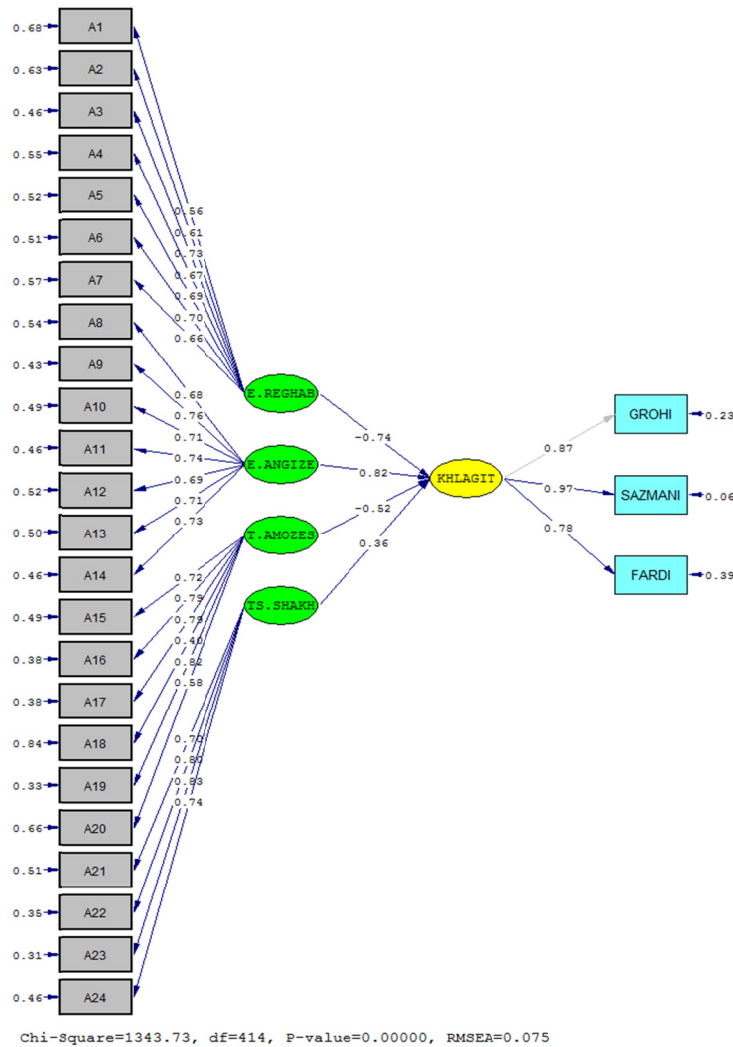 0.68 A1
0.63 A2
0.46 A3
0.55 A4
0.52 A5
0.51 A6
0.57 A7
0.54 A8
0.43 A9
0.49 A10
0.46 A11
0.52 A12
0.50 A13
0.46 A14
0.49 A15
0.38 A16
0.38 A17
0.84 A18
0.33 A19
0.66 A20
0.51 A21
0.35 A22
0.31 A23
0.46 A24
0.56
0.61
0.73
0.67
0.69
0.70
0.66
0.68
0.76
0.71
0.74
0.69
0.71
0.73
0.72
0.79
0.79
0.40
0.82
0.58
0.70
0.80
0.83
0.74
E.REGHAB
E.ANGIZE
T.AMOZES
TS.SHAKH
-0.74
0.82
-0.52
0.36
KHLAGIT
0.87
0.97
0.78
GROHI 0.23
SAZMANI 0.06
FARDI 0.39
Chi-Square=1343.73, df=414, P-value=0.00000, RMSEA=0.075